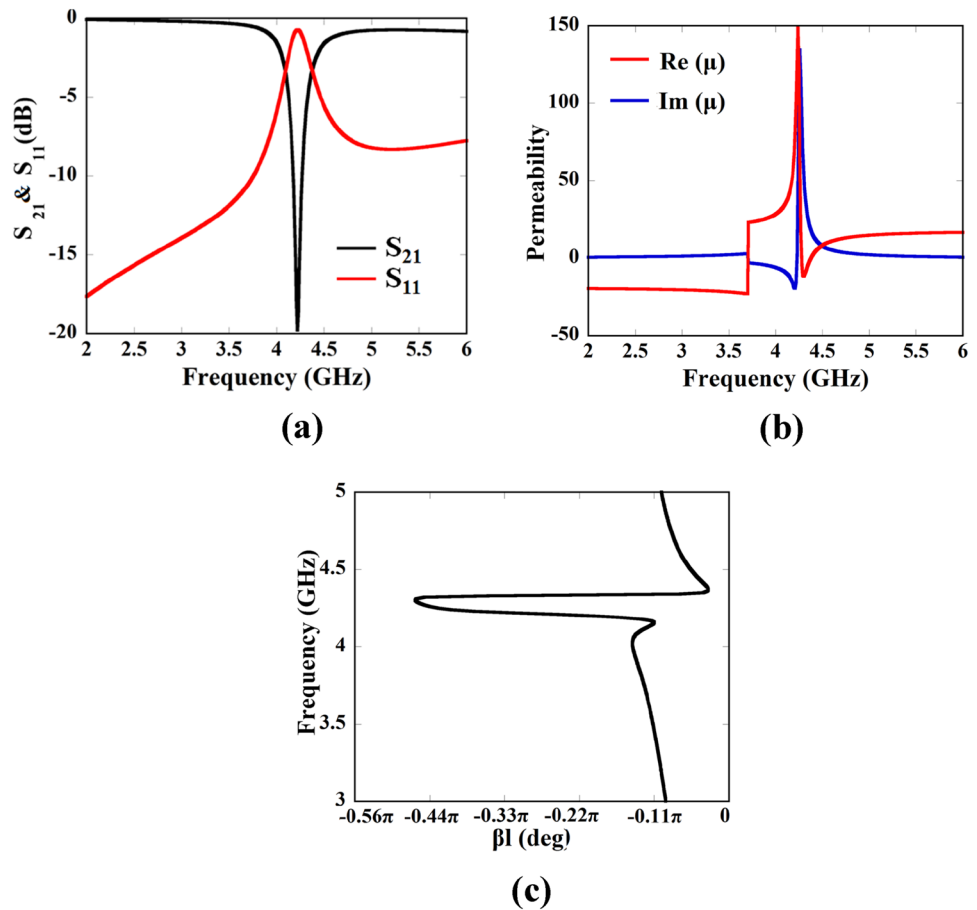 0
-5
-10
-15
-20
S21 & S11(dB)
S21
S11
2 2.5 3 3.5 4 4.5 5 5.5 6
Frequency (GHz)
(a)
150
100
50
0
-50
Permeability
Re (μ)
Im (μ)
2 2.5 3 3.5 4 4.5 5 5.5 6
Frequency (GHz)
(b)
5
4.5
4
3.5
3
Frequency (GHz)
-0.56π -0.44π -0.33π -0.22π -0.11π 0
βl (deg)
(c)